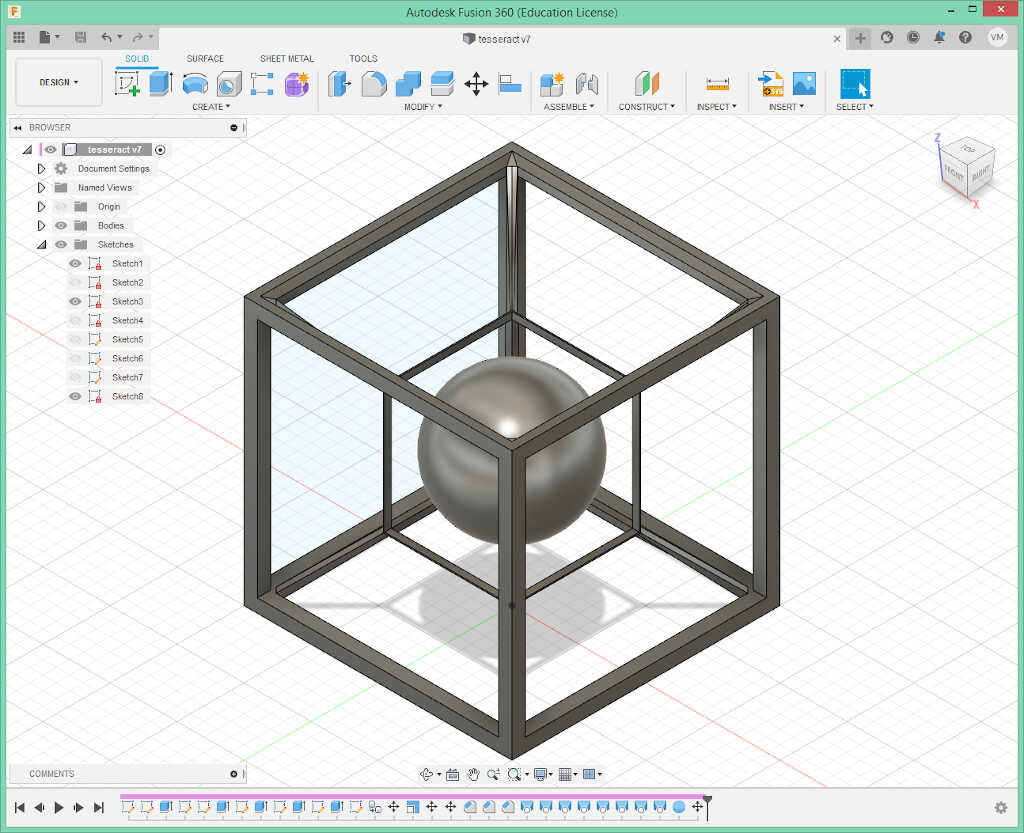 F Autodesk Fusion 360 (Education License)
tesseract v7
VM
SOLID SURFACE SHEET METAL TOOLS
DESIGN
CREATE MODIFY ASSEMBLE CONSTRUCT INSPECT INSERT SELECT
BROWSER
tesseract v7
Document Settings
Named Views
Origin
Bodies
Sketches
Sketch1
Sketch2
Sketch3
Sketch4
Sketch5
Sketch6
Sketch7
Sketch8
Z
TOP
FRONT RIGHT
X
COMMENTS